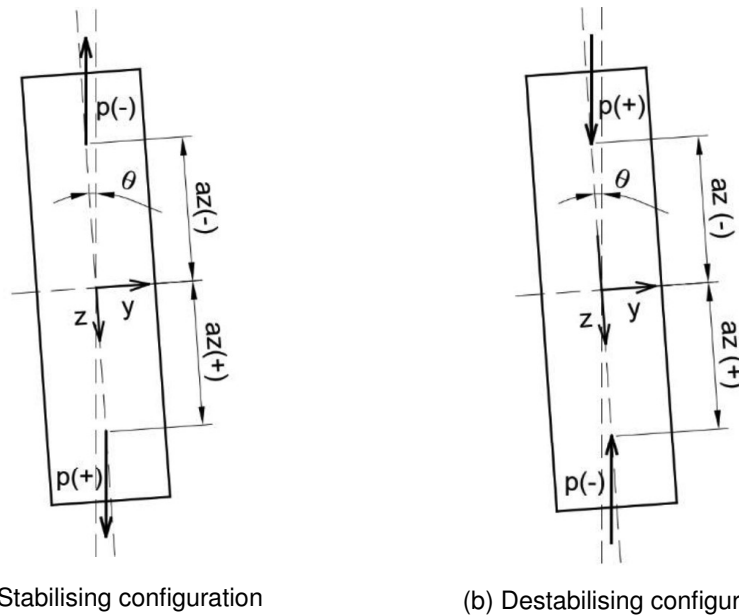 p(-)
θ
az(-)
z
y
az(+)
p(+)
Stabilising configuration
p(+)
θ
az (-)
z
y
az (+)
p(-)
(b) Destabilising configur